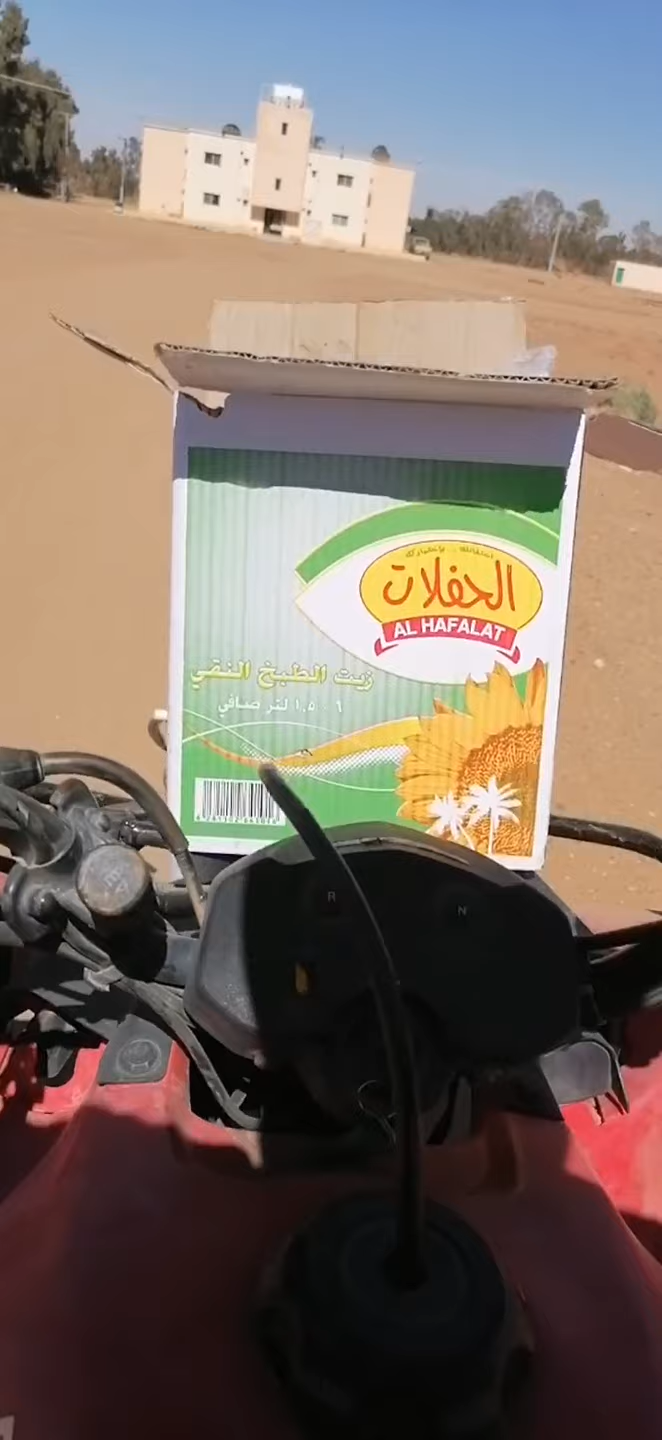 الحفلات
AL HAFALAT
زيت الطبخ النقي
٦ × ١,٥ لتر صافي
R
N